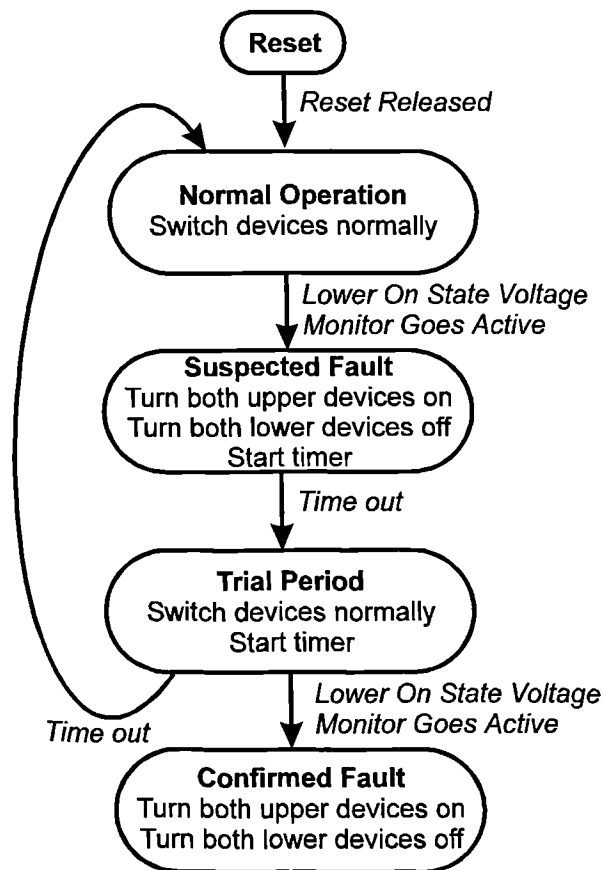 Reset
Reset Released
Normal Operation
Switch devices normally
Lower On State Voltage
Monitor Goes Active
Suspected Fault
Turn both upper devices on
Turn both lower devices off
Start timer
Time out
Trial Period
Switch devices normally
Start timer
Lower On State Voltage
Monitor Goes Active
Time out
Confirmed Fault
Turn both upper devices on
Turn both lower devices off